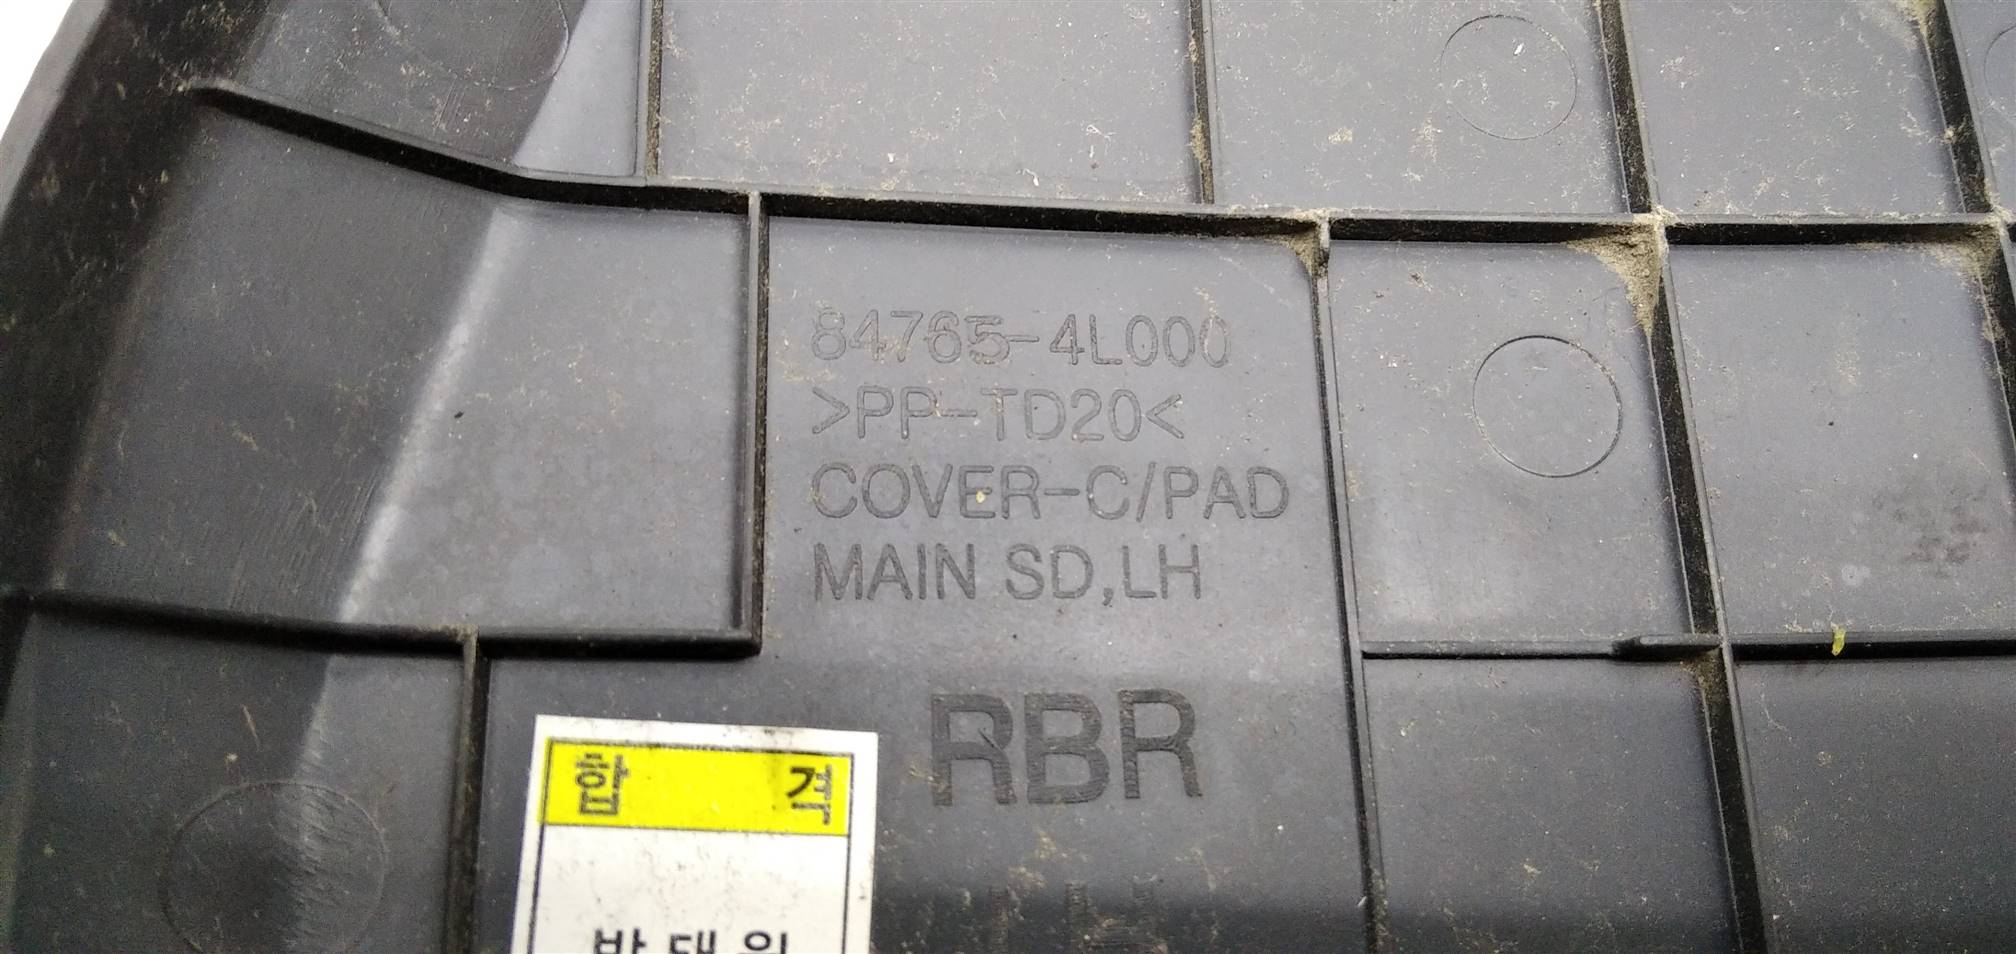 84765-4L000
>PP-TD20<
COVER-C/PAD
MAIN SD,LH
RBR
합 격